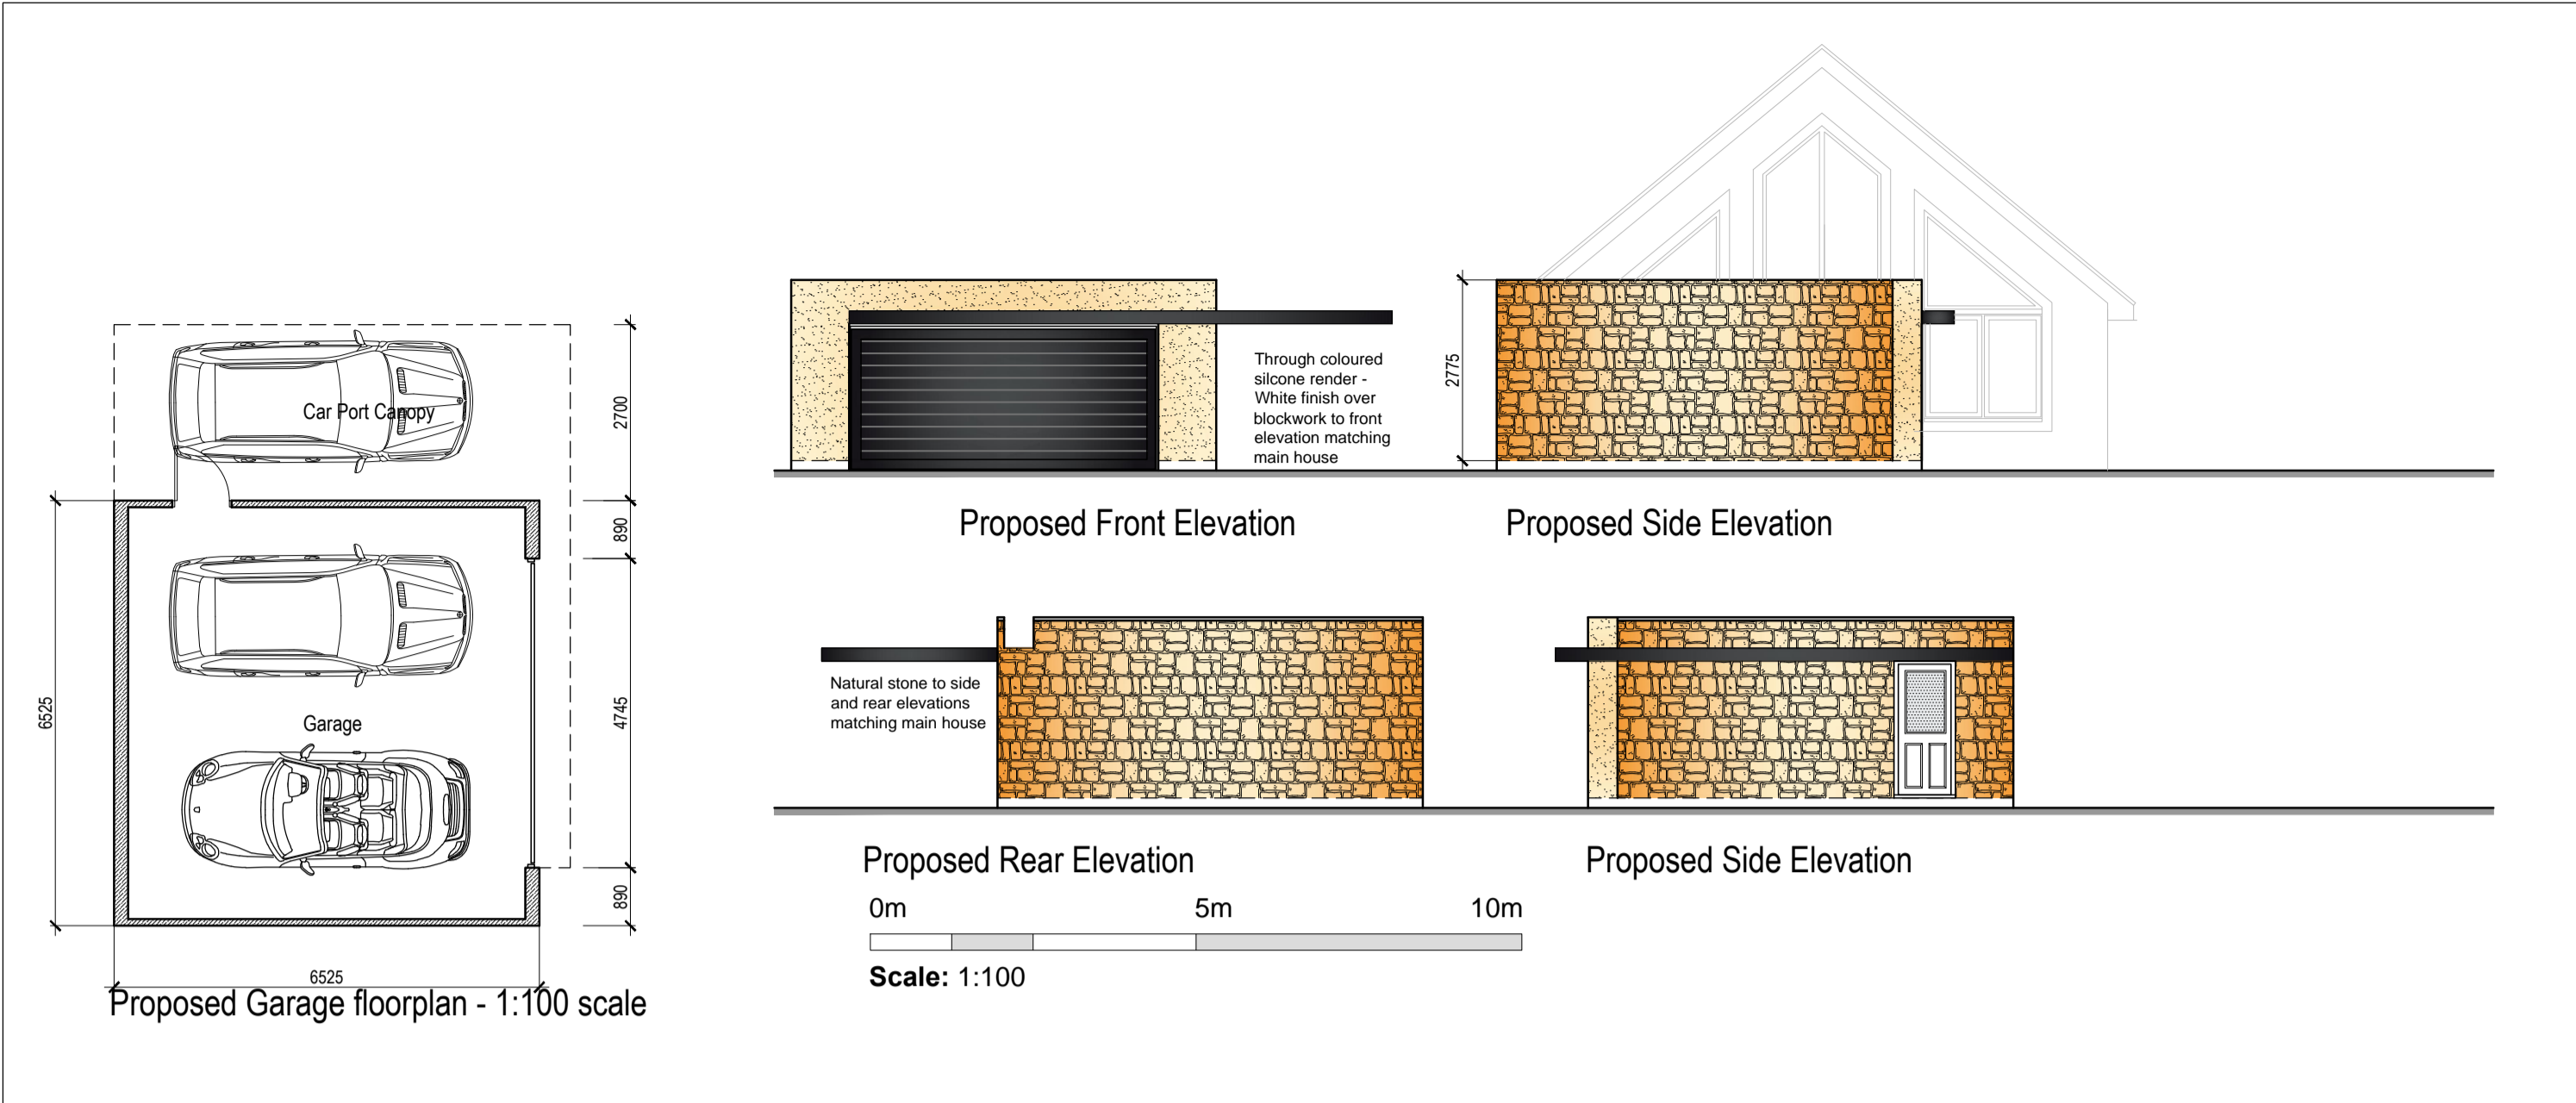 Car Port Canopy
2700
890
6525
Garage
4745
890
6525
Proposed Garage floorplan - 1:100 scale
Through coloured
silcone render -
White finish over
blockwork to front
elevation matching
main house
2775
Proposed Front Elevation
Proposed Side Elevation
Natural stone to side
and rear elevations
matching main house
Proposed Rear Elevation
Proposed Side Elevation
0m 5m 10m
Scale: 1:100